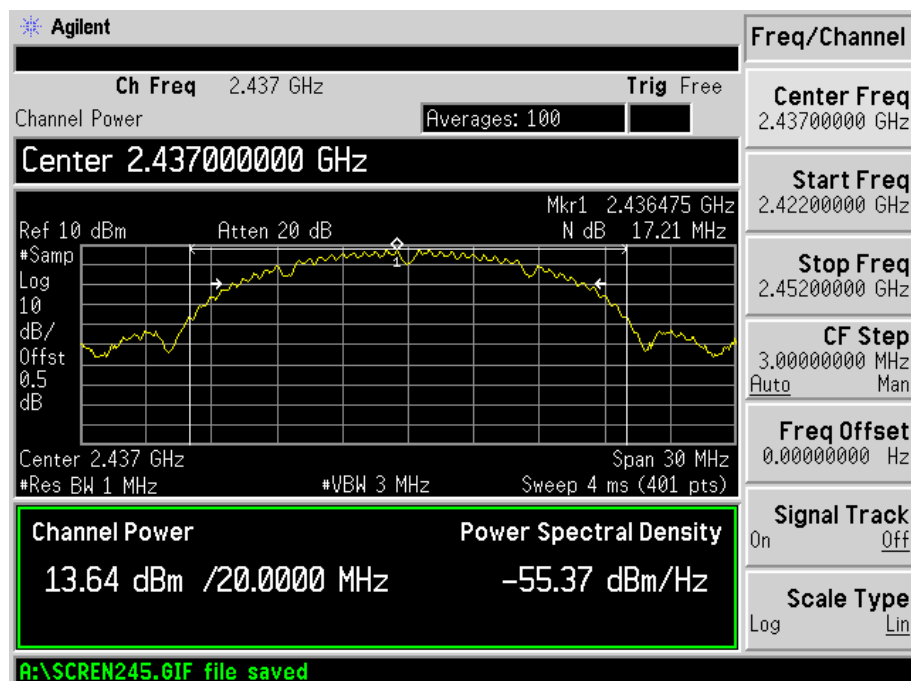 Agilent
Freq/Channel
Ch Freq 2.437 GHz Trig Free
Channel Power Averages: 100
Center 2.437000000 GHz
Mkr1 2.436475 GHz
Ref 10 dBm Atten 20 dB N dB 17.21 MHz
#Samp
Log
10
dB/
Offst
0.5
dB
1
Center 2.437 GHz Span 30 MHz
#Res BW 1 MHz #VBW 3 MHz Sweep 4 ms (401 pts)
Channel Power Power Spectral Density
13.64 dBm /20.0000 MHz -55.37 dBm/Hz
A:\SCREN245.GIF file saved
Center Freq
2.43700000 GHz
Start Freq
2.42200000 GHz
Stop Freq
2.45200000 GHz
CF Step
3.00000000 MHz
Auto Man
Freq Offset
0.00000000 Hz
Signal Track
On Off
Scale Type
Log Lin